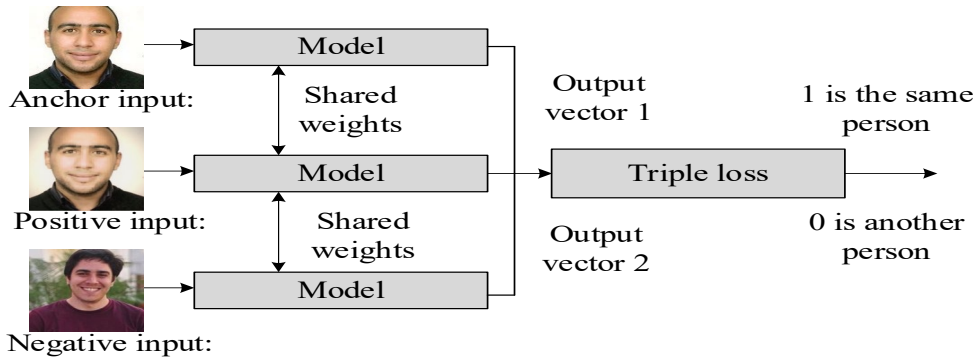 Model
Anchor input:
Shared
weights
Output
vector 1
1 is the same
person
Model
Triple loss
Positive input:
Shared
weights
Output
vector 2
0 is another
person
Model
Negative input: